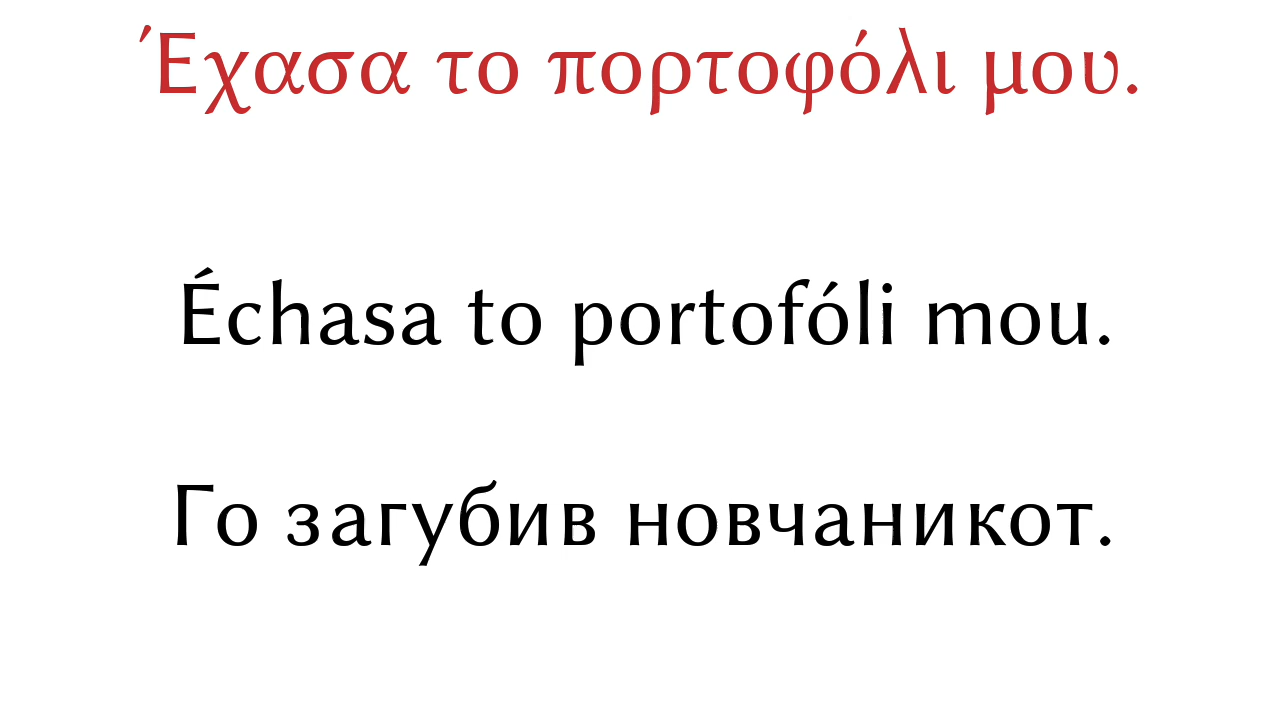 Έχασα το πορτοφόλι μου.
Échasa to portofóli mou.
Го загубив новчаникот.